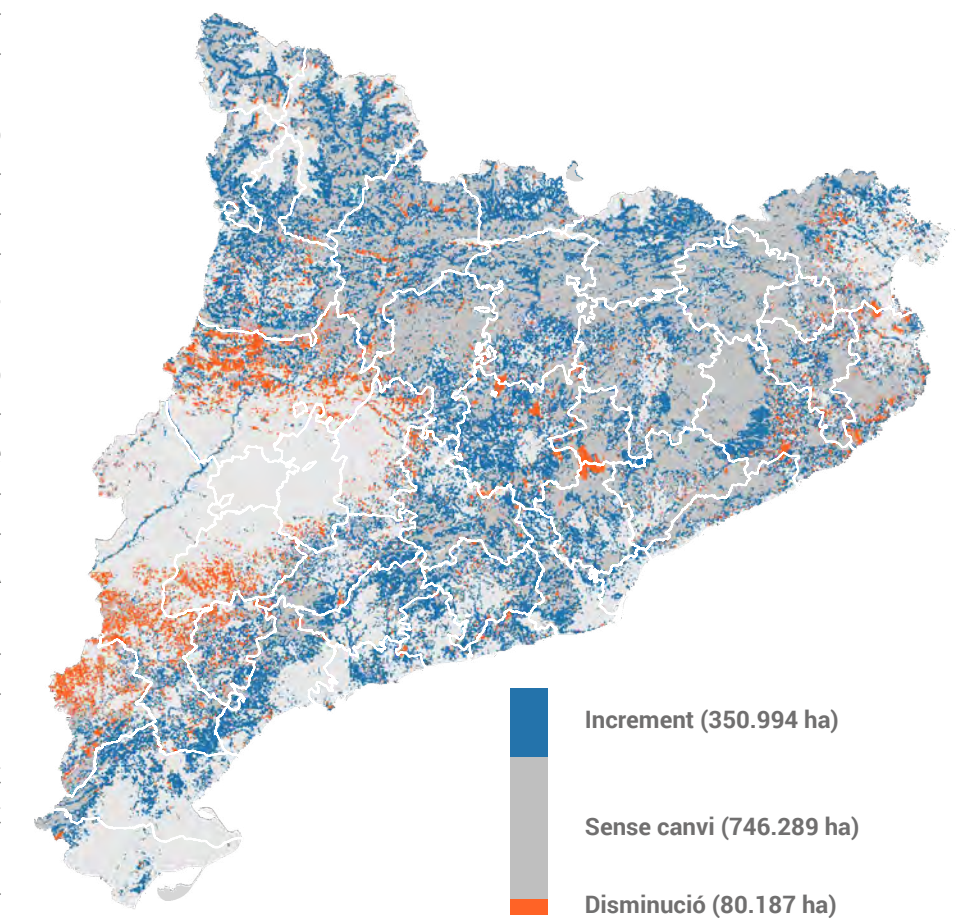 Increment (350.994 ha)
Sense canvi (746.289 ha)
Disminució (80.187 ha)